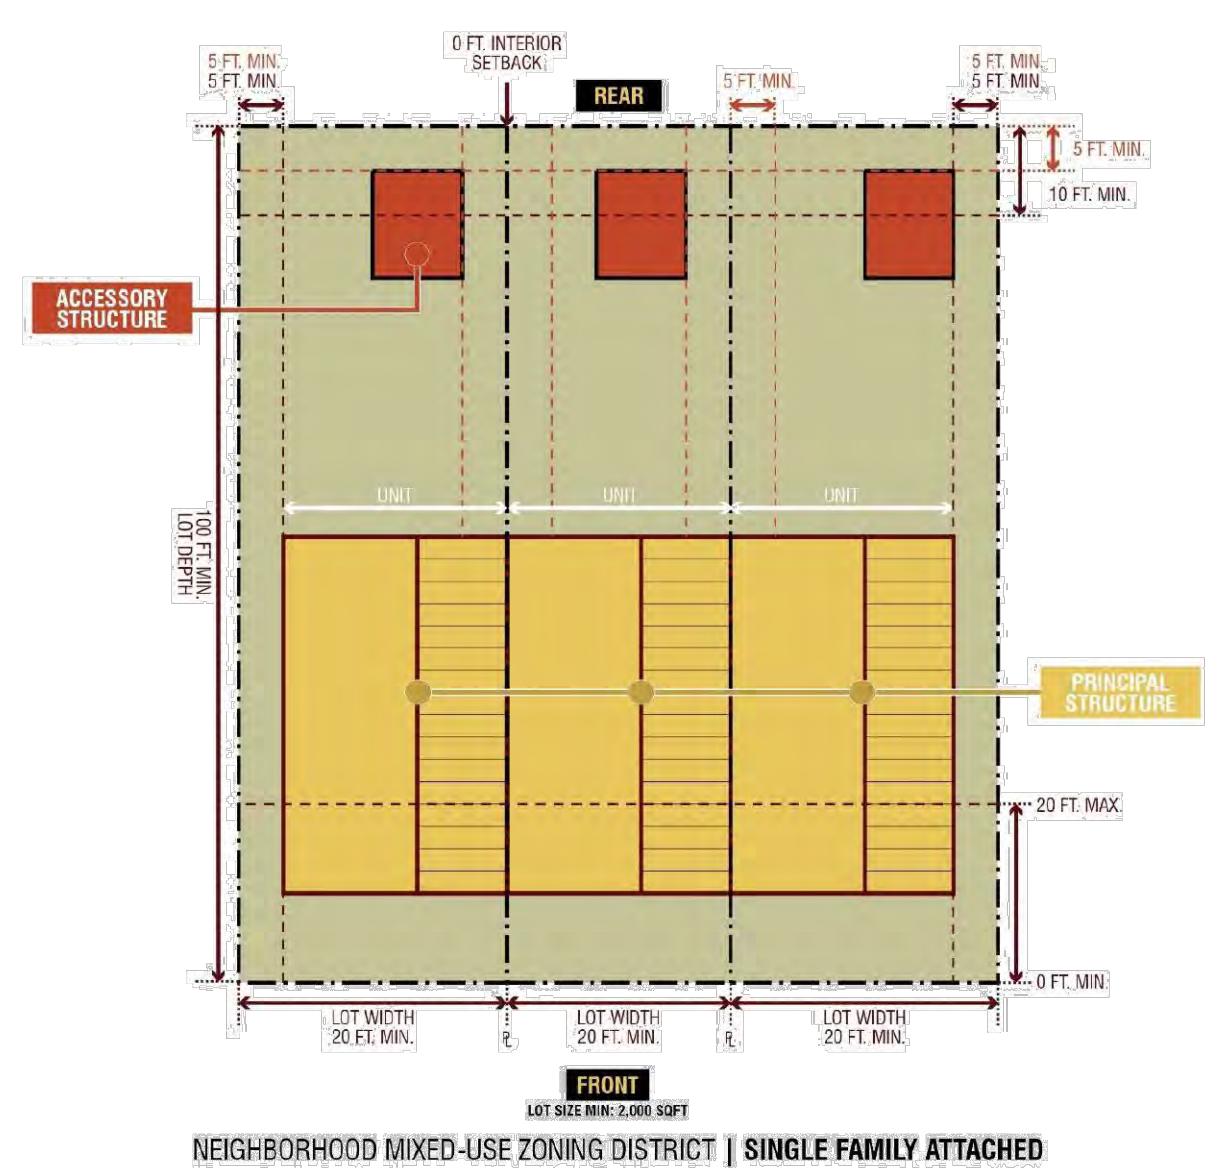 0 FT. INTERIOR
SETBACK
5 FT. MIN.
5 FT. MIN.
REAR
5 FT. MIN.
5 FT. MIN.
5 FT. MIN.
5 FT. MIN.
10 FT. MIN.
ACCESSORY
STRUCTURE
UNIT
UNIT
UNIT
100 FT. MIN.
LOT DEPTH
PRINCIPAL
STRUCTURE
20 FT. MAX.
0 FT. MIN.
LOT WIDTH
20 FT. MIN.
PL
LOT WIDTH
20 FT. MIN.
PL
LOT WIDTH
20 FT. MIN.
FRONT
LOT SIZE MIN: 2,000 SQFT
NEIGHBORHOOD MIXED-USE ZONING DISTRICT | SINGLE FAMILY ATTACHED